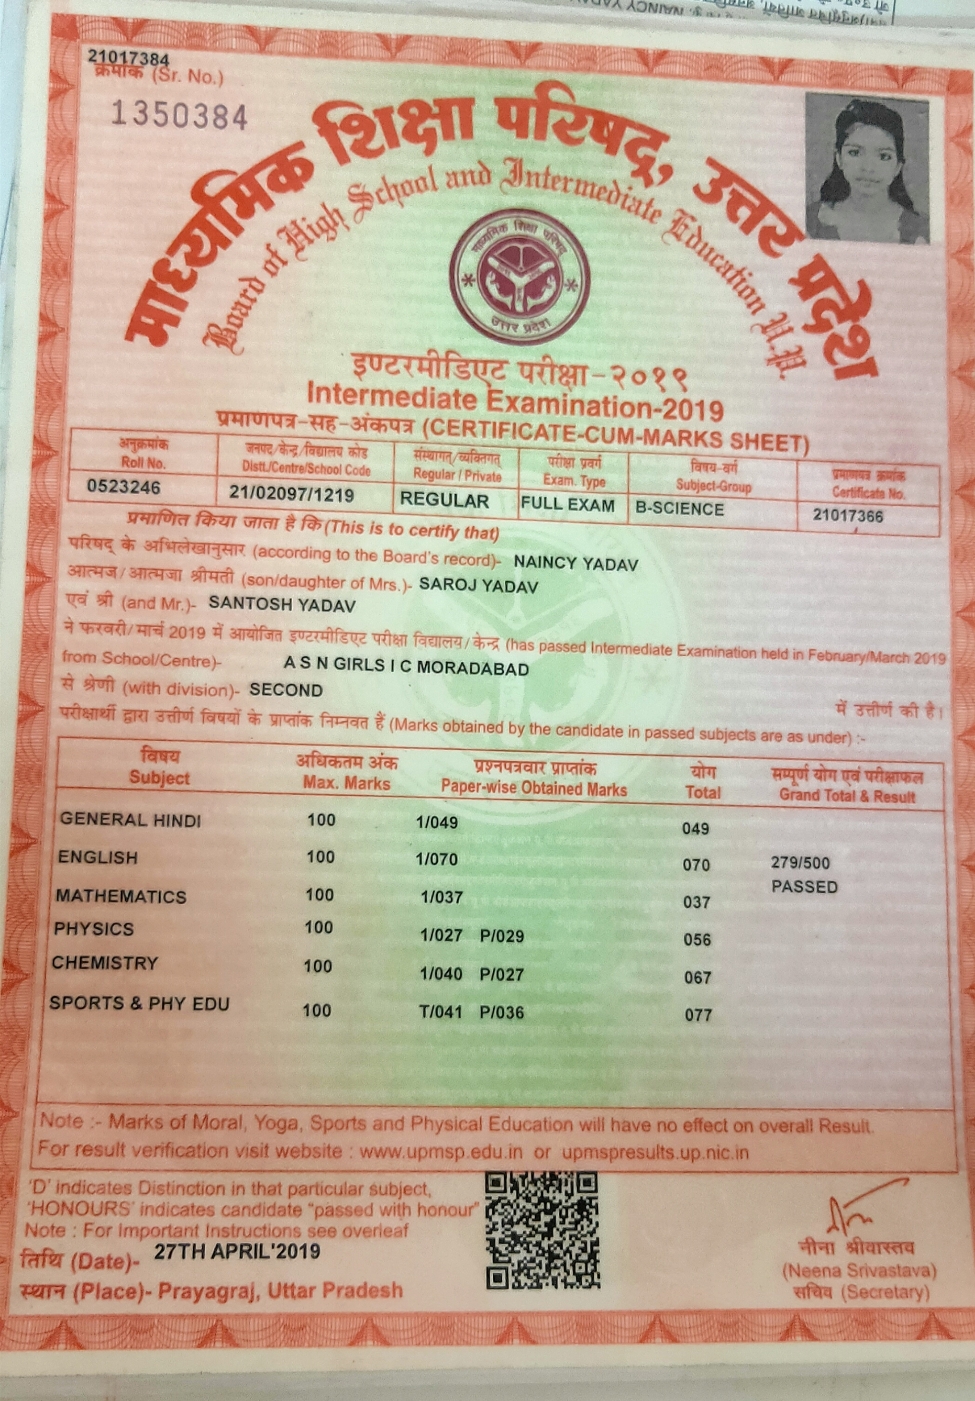 21017384
क्रमांक (Sr. No.)
1350384
माध्यमिक शिक्षा परिषद्, उत्तर प्रदेश
Board of High School and Intermediate Education U.P.
माध्यमिक शिक्षा परिषद्
उत्तर प्रदेश
इण्टरमीडिएट परीक्षा-२०१९
Intermediate Examination-2019
प्रमाणपत्र-सह-अंकपत्र (CERTIFICATE-CUM-MARKS SHEET)
अनुक्रमांक जनपद/केन्द्र/विद्यालय कोड संस्थागत/व्यक्तिगत परीक्षा प्रवर्ग विषय-वर्ग प्रमाणपत्र क्रमांक
Roll No. Distt./Centre/School Code Regular / Private Exam. Type Subject-Group Certificate No.
0523246 21/02097/1219 REGULAR FULL EXAM B-SCIENCE 21017366
प्रमाणित किया जाता है कि (This is to certify that)
परिषद् के अभिलेखानुसार (according to the Board's record)- NAINCY YADAV
आत्मज/आत्मजा श्रीमती (son/daughter of Mrs.)- SAROJ YADAV
एवं श्री (and Mr.)- SANTOSH YADAV
ने फरवरी/मार्च 2019 में आयोजित इण्टरमीडिएट परीक्षा विद्यालय/केन्द्र (has passed Intermediate Examination held in February/March 2019
from School/Centre)- A S N GIRLS I C MORADABAD
से श्रेणी (with division)- SECOND में उत्तीर्ण की है।
परीक्षार्थी द्वारा उत्तीर्ण विषयों के प्राप्तांक निम्नवत हैं (Marks obtained by the candidate in passed subjects are as under) :-
विषय अधिकतम अंक प्रश्नपत्रवार प्राप्तांक योग सम्पूर्ण योग एवं परीक्षाफल
Subject Max. Marks Paper-wise Obtained Marks Total Grand Total & Result
GENERAL HINDI 100 1/049 049
ENGLISH 100 1/070 070 279/500
PASSED
MATHEMATICS 100 1/037 037
PHYSICS 100 1/027 P/029 056
CHEMISTRY 100 1/040 P/027 067
SPORTS & PHY EDU 100 T/041 P/036 077
Note :- Marks of Moral, Yoga, Sports and Physical Education will have no effect on overall Result.
For result verification visit website : www.upmsp.edu.in or upmspresults.up.nic.in
'D' indicates Distinction in that particular subject,
'HONOURS' indicates candidate "passed with honour"
Note : For Important Instructions see overleaf
तिथि (Date)- 27TH APRIL'2019
स्थान (Place)- Prayagraj, Uttar Pradesh
नीना श्रीवास्तव
(Neena Srivastava)
सचिव (Secretary)